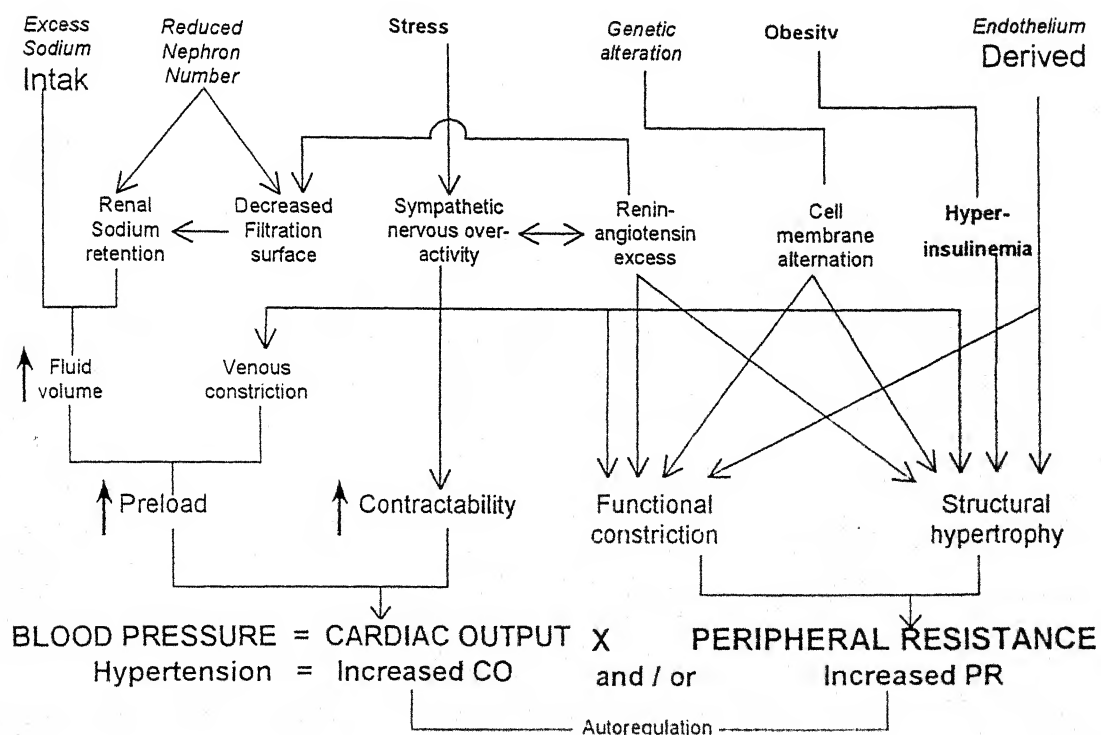 Excess
Sodium
Intak
Reduced
Nephron
Number
Stress
Genetic
alteration
Obesitv
Endothelium
Derived
Renal
Sodium
retention
Decreased
Filtration
surface
Sympathetic
nervous over-
activity
Renin-
angiotensin
excess
Cell
membrane
alternation
Hyper-
insulinemia
Fluid
volume
Venous
constriction
Preload
Contractability
Functional
constriction
Structural
hypertrophy
BLOOD PRESSURE = CARDIAC OUTPUT X PERIPHERAL RESISTANCE
Hypertension = Increased CO and / or Increased PR
Autoregulation